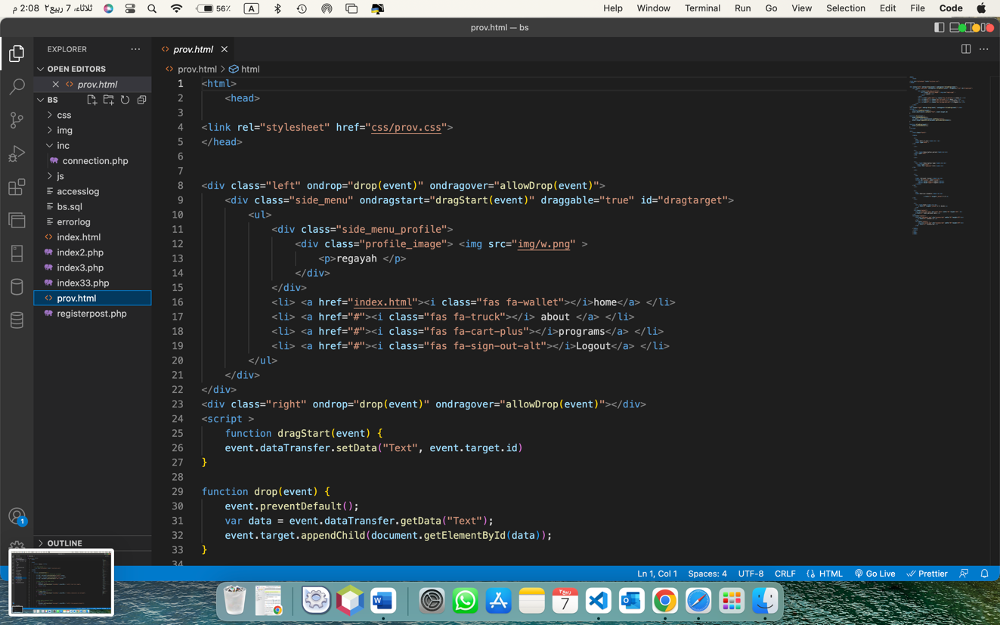 ثلاثاء، 7 ربيع٢ 2:08 م
56%
A
Help Window Terminal Run Go View Selection Edit File Code
prov.html — bs
EXPLORER
OPEN EDITORS
prov.html
BS
css
img
inc
connection.php
js
accesslog
bs.sql
errorlog
index.html
index2.php
index3.php
index33.php
prov.html
registerpost.php
OUTLINE
1
prov.html
prov.html > html
1 <html>
2 <head>
3
4 <link rel="stylesheet" href="css/prov.css">
5 </head>
6
7
8 <div class="left" ondrop="drop(event)" ondragover="allowDrop(event)">
9 <div class="side_menu" ondragstart="dragStart(event)" draggable="true" id="dragtarget">
10 <ul>
11 <div class="side_menu_profile">
12 <div class="profile_image"> <img src="img/w.png" >
13 <p>regayah </p>
14 </div>
15 </div>
16 <li> <a href="index.html"><i class="fas fa-wallet"></i>home</a> </li>
17 <li> <a href="#"><i class="fas fa-truck"></i> about </a> </li>
18 <li> <a href="#"><i class="fas fa-cart-plus"></i>programs</a> </li>
19 <li> <a href="#"><i class="fas fa-sign-out-alt"></i>Logout</a> </li>
20 </ul>
21 </div>
22 </div>
23 <div class="right" ondrop="drop(event)" ondragover="allowDrop(event)"></div>
24 <script >
25 function dragStart(event) {
26 event.dataTransfer.setData("Text", event.target.id)
27 }
28
29 function drop(event) {
30 event.preventDefault();
31 var data = event.dataTransfer.getData("Text");
32 event.target.appendChild(document.getElementById(data));
33 }
34
Ln 1, Col 1 Spaces: 4 UTF-8 CRLF HTML Go Live Prettier
W
ربيع٢
7